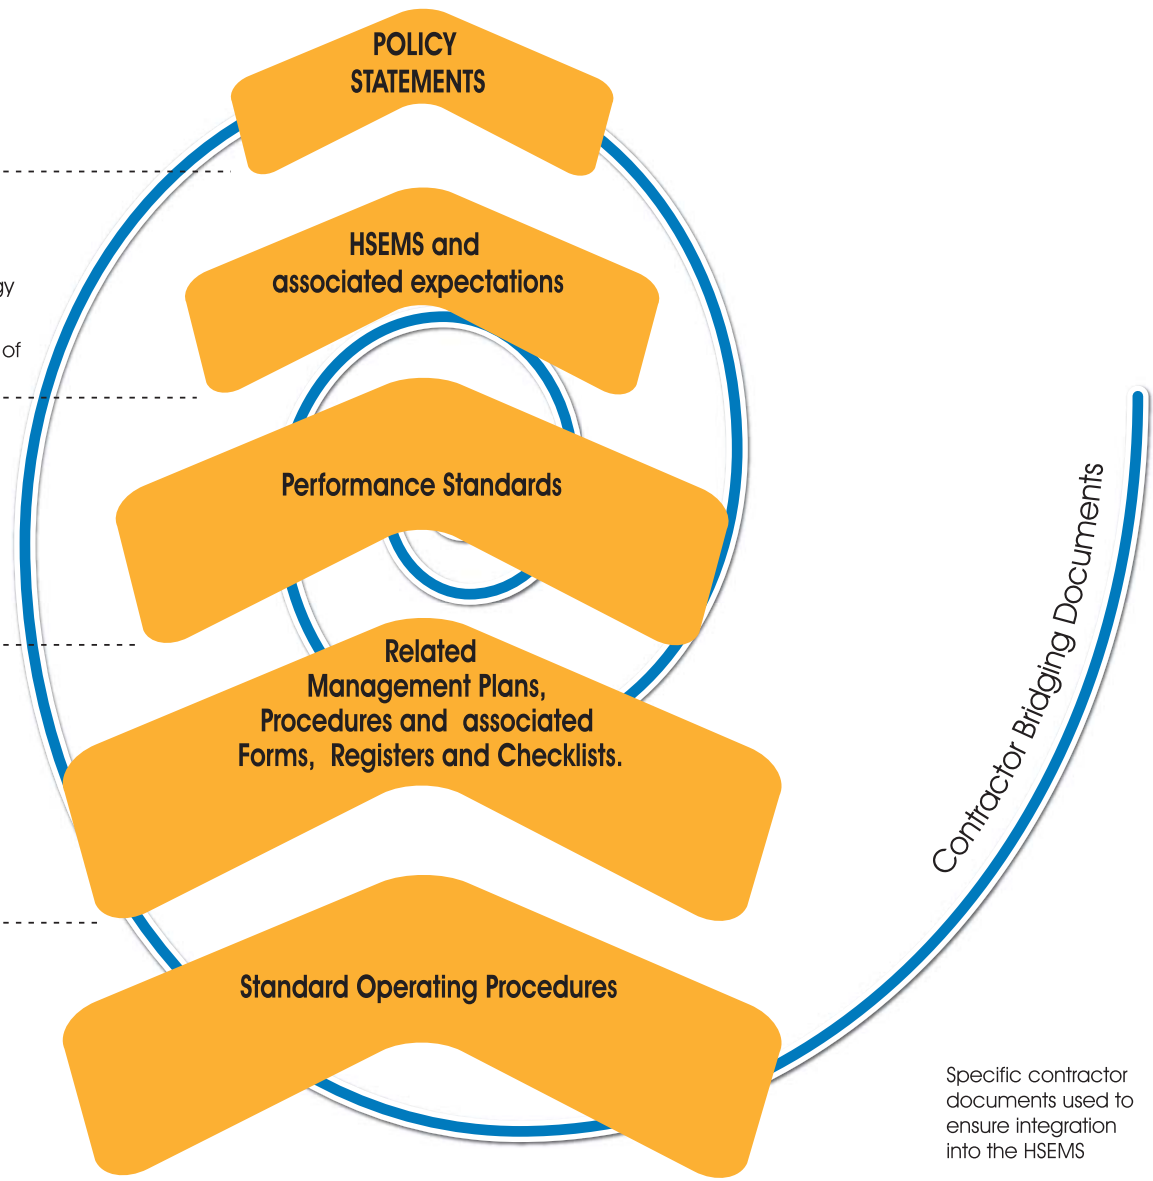 POLICY
STATEMENTS
HSEMS and
associated expectations
of
Performance Standards
Related
Management Plans,
Procedures and associated
Forms, Registers and Checklists.
Standard Operating Procedures
Contractor Bridging Documents
Specific contractor
documents used to
ensure integration
into the HSEMS